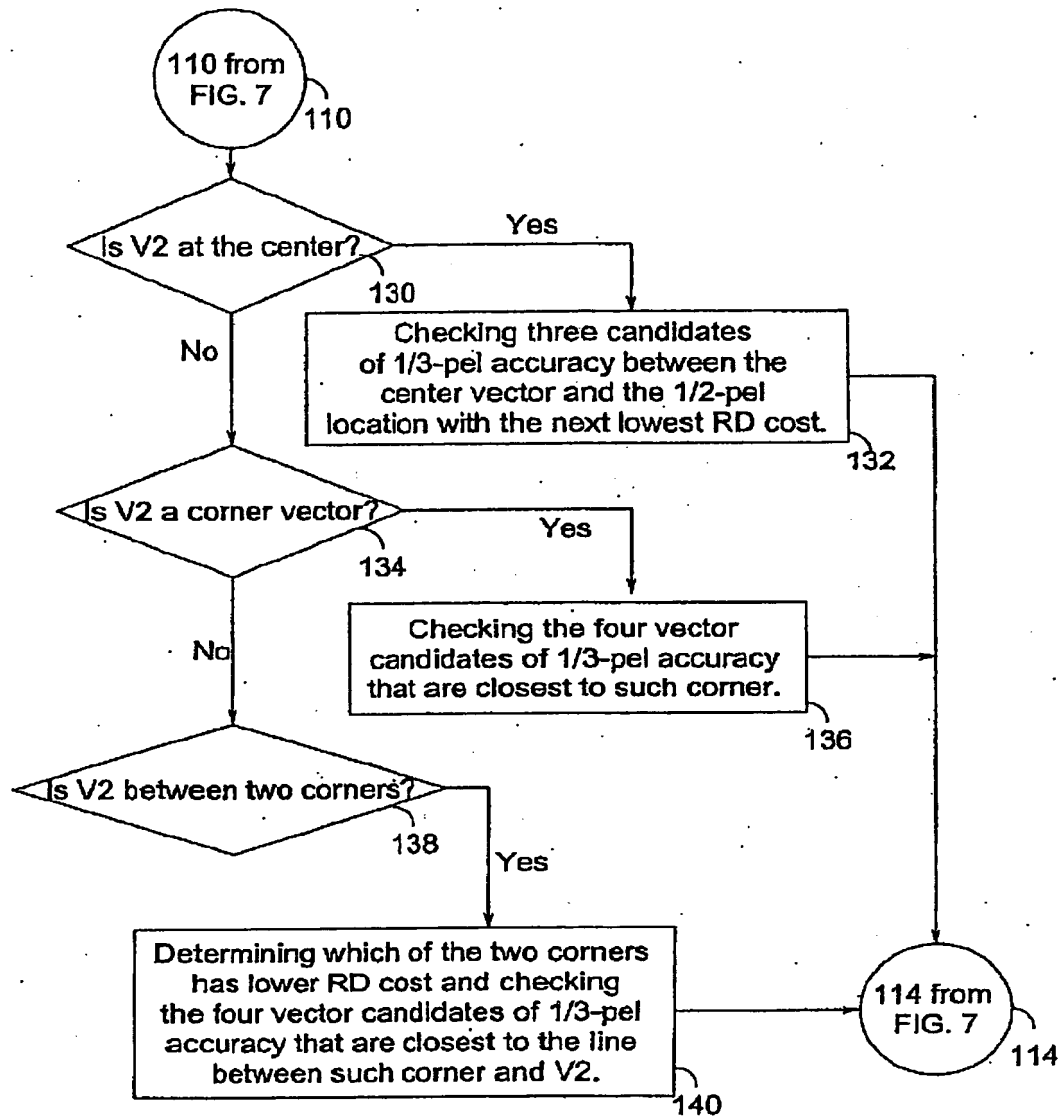 110 from
FIG. 7
110
Is V2 at the center?
130
Yes
No
Checking three candidates
of 1/3-pel accuracy between the
center vector and the 1/2-pel
location with the next lowest RD cost.
132
Is V2 a corner vector?
134
Yes
No
Checking the four vector
candidates of 1/3-pel accuracy
that are closest to such corner.
136
Is V2 between two corners?
138
Yes
Determining which of the two corners
has lower RD cost and checking
the four vector candidates of 1/3-pel
accuracy that are closest to the line
between such corner and V2.
140
114 from
FIG. 7
114